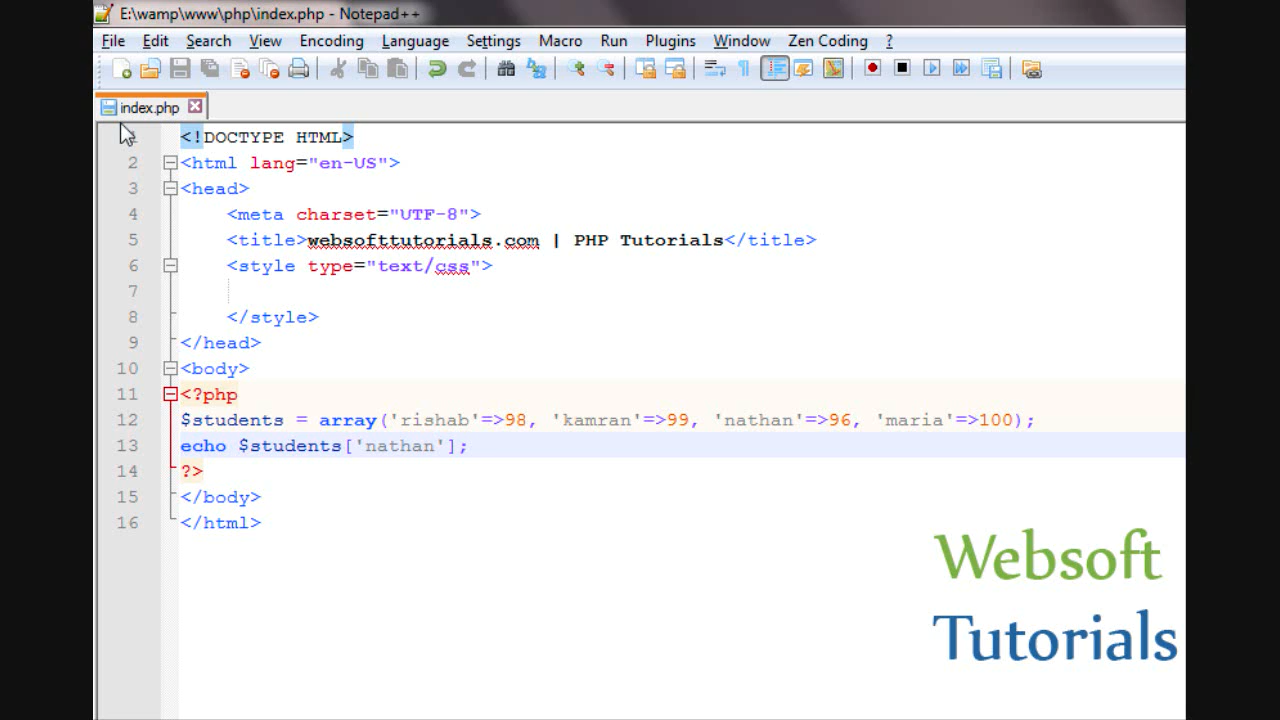 E:\wamp\www\php\index.php - Notepad++
File Edit Search View Encoding Language Settings Macro Run Plugins Window Zen Coding ?
index.php
<!DOCTYPE HTML>
2 <html lang="en-US">
3 <head>
4 <meta charset="UTF-8">
5 <title>websofttutorials.com | PHP Tutorials</title>
6 <style type="text/css">
7
8 </style>
9 </head>
10 <body>
11 <?php
12 $students = array('rishab'=>98, 'kamran'=>99, 'nathan'=>96, 'maria'=>100);
13 echo $students['nathan'];
14 ?>
15 </body>
16 </html>
Websoft
Tutorials